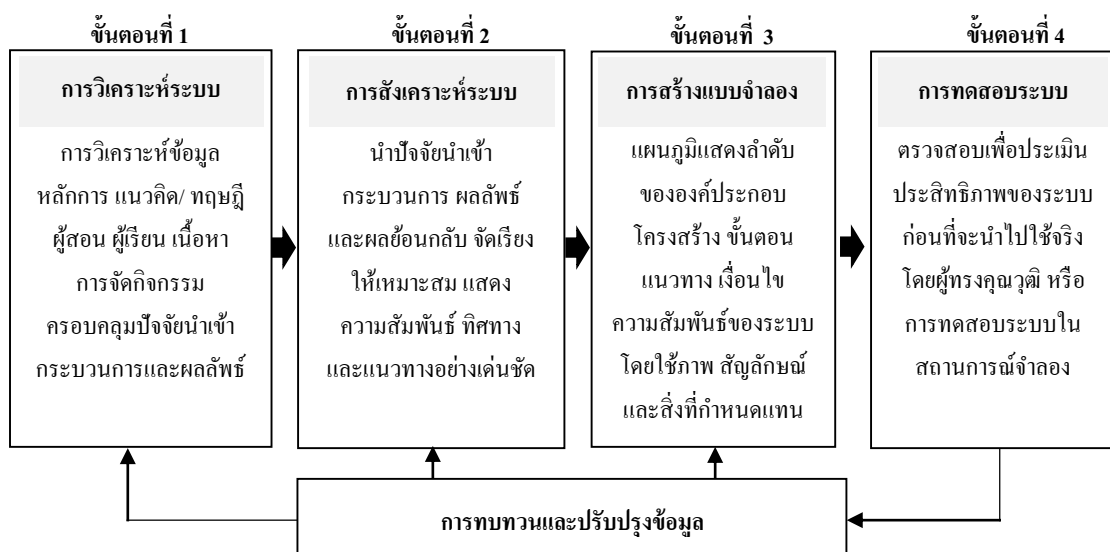 ขั้นตอนที่ 1
การวิเคราะห์ระบบ
การวิเคราะห์ข้อมูล
หลักการ แนวคิด/ ทฤษฎี
ผู้สอน ผู้เรียน เนื้อหา
การจัดกิจกรรม
ครอบคลุมปัจจัยนำเข้า
กระบวนการและผลลัพธ์
ขั้นตอนที่ 2
การสังเคราะห์ระบบ
นำปัจจัยนำเข้า
กระบวนการ ผลลัพธ์
และผลย้อนกลับ จัดเรียง
ให้เหมาะสม แสดง
ความสัมพันธ์ ทิศทาง
และแนวทางอย่างเด่นชัด
ขั้นตอนที่ 3
การสร้างแบบจำลอง
แผนภูมิแสดงลำดับ
ขององค์ประกอบ
โครงสร้าง ขั้นตอน
แนวทาง เงื่อนไข
ความสัมพันธ์ของระบบ
โดยใช้ภาพ สัญลักษณ์
และสิ่งที่กำหนดแทน
ขั้นตอนที่ 4
การทดสอบระบบ
ตรวจสอบเพื่อประเมิน
ประสิทธิภาพของระบบ
ก่อนที่จะนำไปใช้จริง
โดยผู้ทรงคุณวุฒิ หรือ
การทดสอบระบบใน
สถานการณ์จำลอง
การทบทวนและปรับปรุงข้อมูล